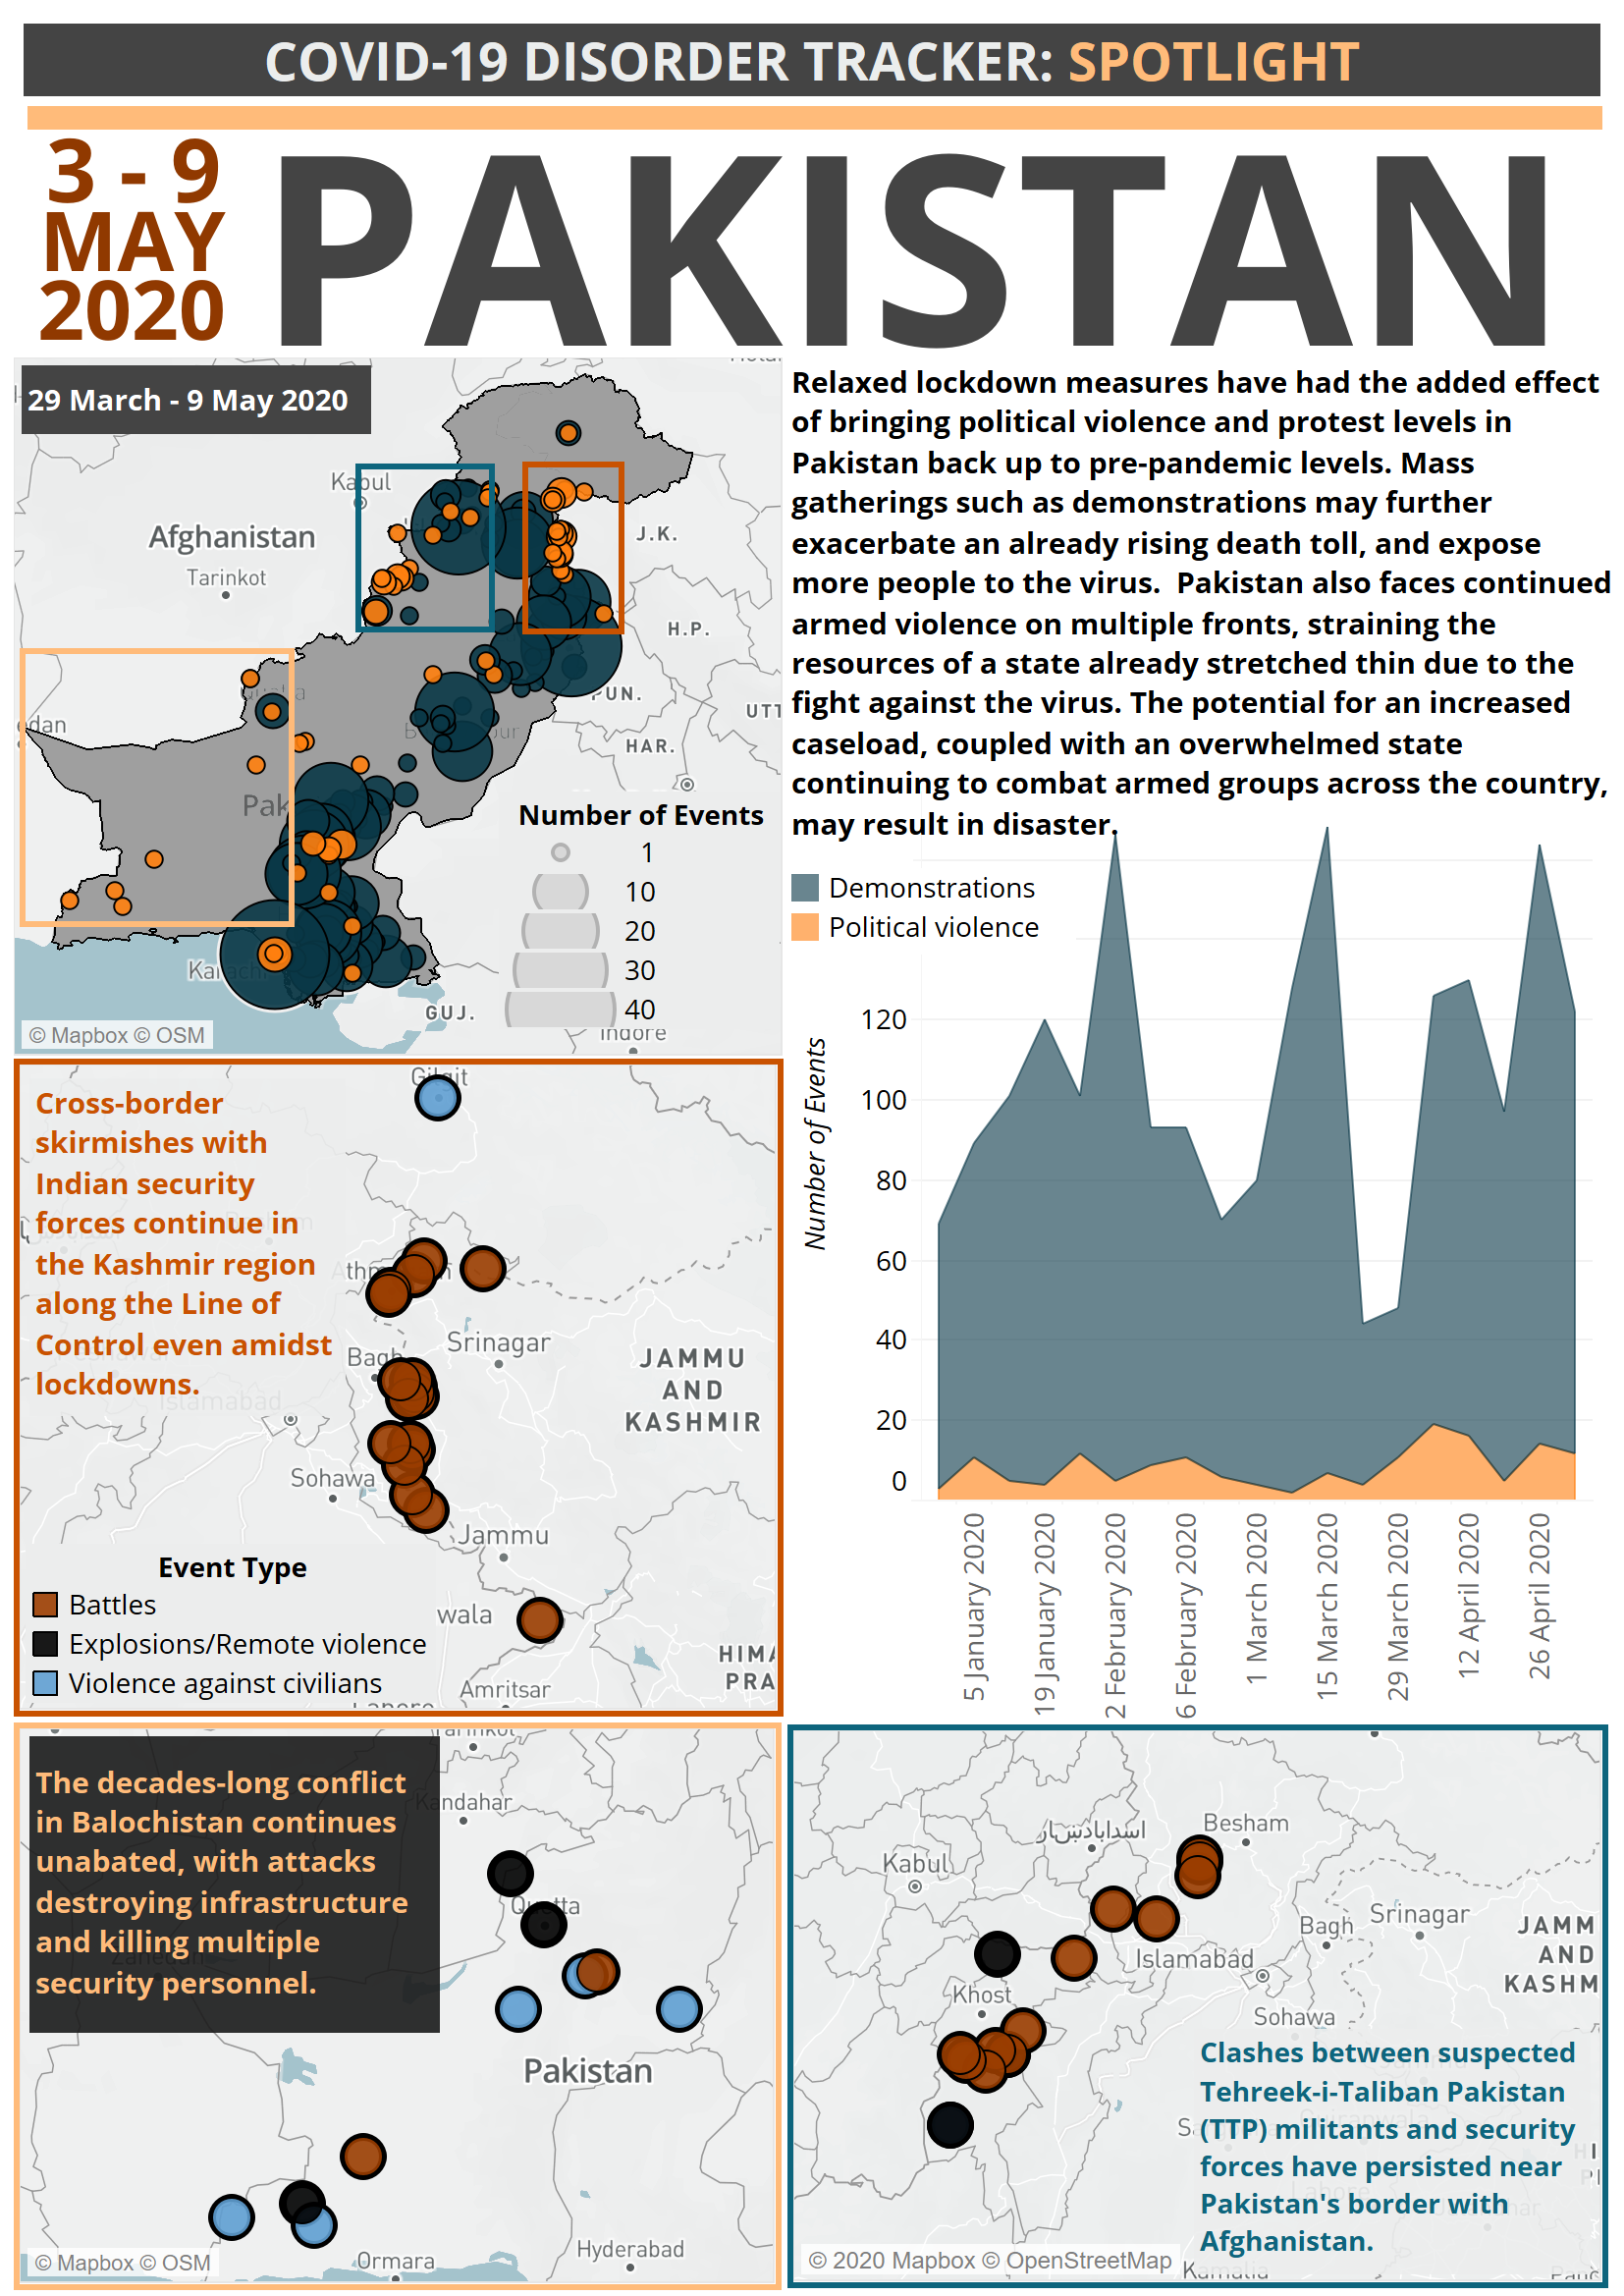 COVID-19 DISORDER TRACKER: SPOTLIGHT
3 - 9
MAY
2020
PAKISTAN
29 March - 9 May 2020
Kabul
Afghanistan
Tarinkot
J.K.
H.P.
PUN.
UTT
HAR.
edan
Pak
Karachi
GUJ.
Indore
Number of Events
1
10
20
30
40
© Mapbox © OSM
Relaxed lockdown measures have had the added effect
of bringing political violence and protest levels in
Pakistan back up to pre-pandemic levels. Mass
gatherings such as demonstrations may further
exacerbate an already rising death toll, and expose
more people to the virus.  Pakistan also faces continued
armed violence on multiple fronts, straining the
resources of a state already stretched thin due to the
fight against the virus. The potential for an increased
caseload, coupled with an overwhelmed state
continuing to combat armed groups across the country,
may result in disaster.
Demonstrations
Political violence
Number of Events
120
100
80
60
40
20
0
5 January 2020
19 January 2020
2 February 2020
6 February 2020
1 March 2020
15 March 2020
29 March 2020
12 April 2020
26 April 2020
Cross-border
skirmishes with
Indian security
forces continue in
the Kashmir region
along the Line of
Control even amidst
lockdowns.
Gilgit
Srinagar
Bagh
JAMMU
AND
KASHMIR
Islamabad
Sohawa
Jammu
wala
HIMA
PRA
Amritsar
Lahore
Event Type
Battles
Explosions/Remote violence
Violence against civilians
The decades-long conflict
in Balochistan continues
unabated, with attacks
destroying infrastructure
and killing multiple
security personnel.
Tarinkot
Kandahar
Quetta
Zahedan
Pakistan
Hyderabad
Ormara
© Mapbox © OSM
Besham
Kabul
Srinagar
Bagh
JAMM
AND
KASHM
Islamabad
Khost
Sohawa
Clashes between suspected
Tehreek-i-Taliban Pakistan
(TTP) militants and security
forces have persisted near
Pakistan's border with
Afghanistan.
Lahore
Kamalia
© 2020 Mapbox © OpenStreetMap